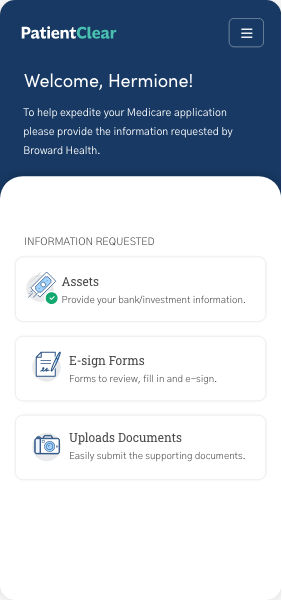 PatientClear
Welcome, Hermione!
To help expedite your Medicare application
please provide the information requested by
Broward Health.
INFORMATION REQUESTED
Assets
Provide your bank/investment information.
E-sign Forms
Forms to review, fill in and e-sign.
Uploads Documents
Easily submit the supporting documents.